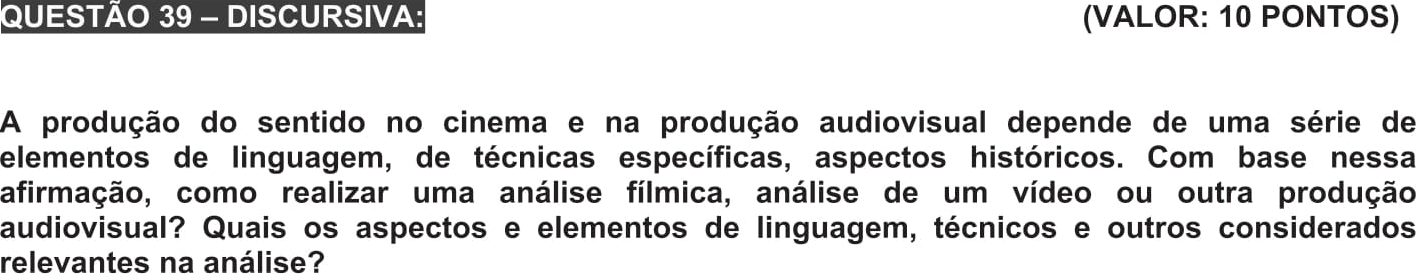 QUESTÃO 39 – DISCURSIVA: (VALOR: 10 PONTOS)
A produção do sentido no cinema e na produção audiovisual depende de uma série de
elementos de linguagem, de técnicas específicas, aspectos históricos. Com base nessa
afirmação, como realizar uma análise fílmica, análise de um vídeo ou outra produção
audiovisual? Quais os aspectos e elementos de linguagem, técnicos e outros considerados
relevantes na análise?